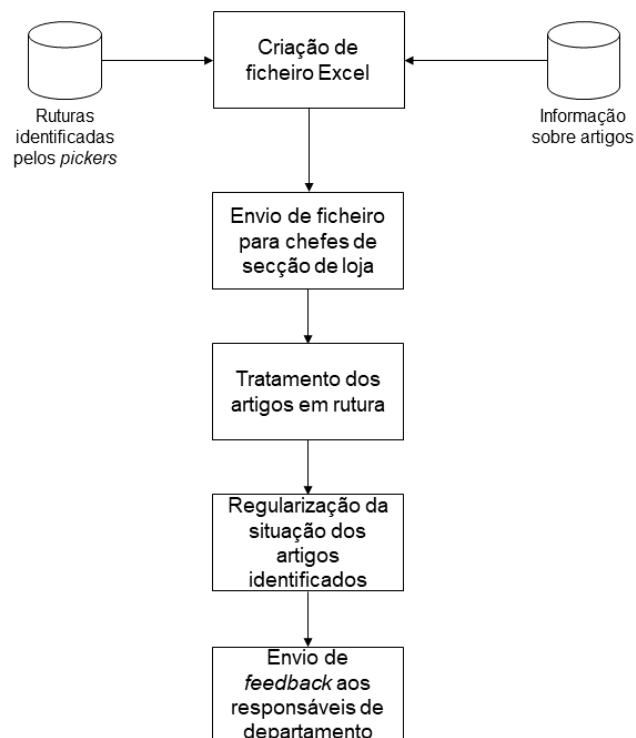 Criação de
ficheiro Excel
Ruturas
identificadas
pelos pickers
Informação
sobre artigos
Envio de ficheiro
para chefes de
secção de loja
Tratamento dos
artigos em rutura
Regularização da
situação dos
artigos
identificados
Envio de
feedback aos
responsáveis de
departamento